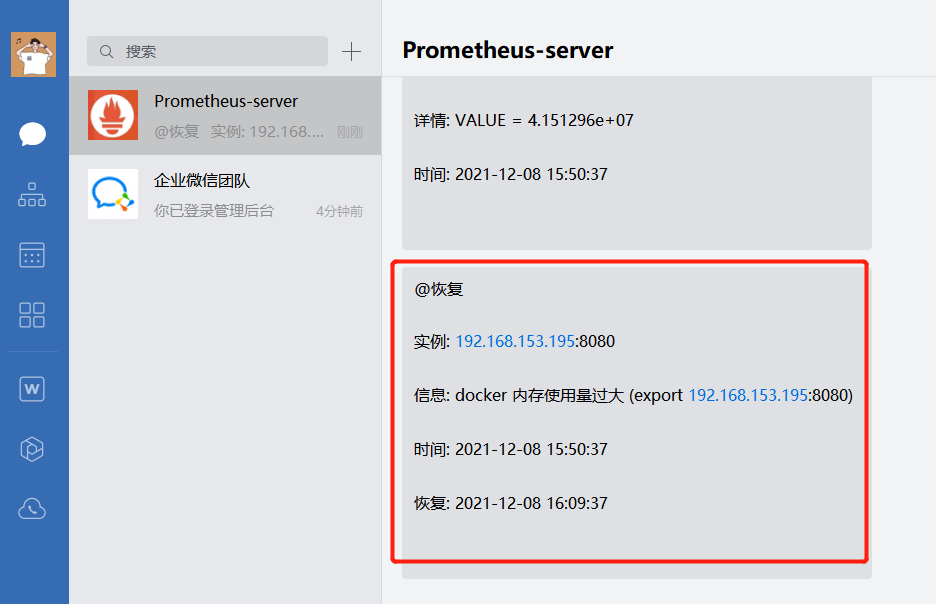 搜索
Prometheus-server
@恢复 实例: 192.168.... 刚刚
企业微信团队
你已登录管理后台 4分钟前
W
Prometheus-server
详情: VALUE = 4.151296e+07
时间: 2021-12-08 15:50:37
@恢复
实例: 192.168.153.195:8080
信息: docker 内存使用量过大 (export 192.168.153.195:8080)
时间: 2021-12-08 15:50:37
恢复: 2021-12-08 16:09:37